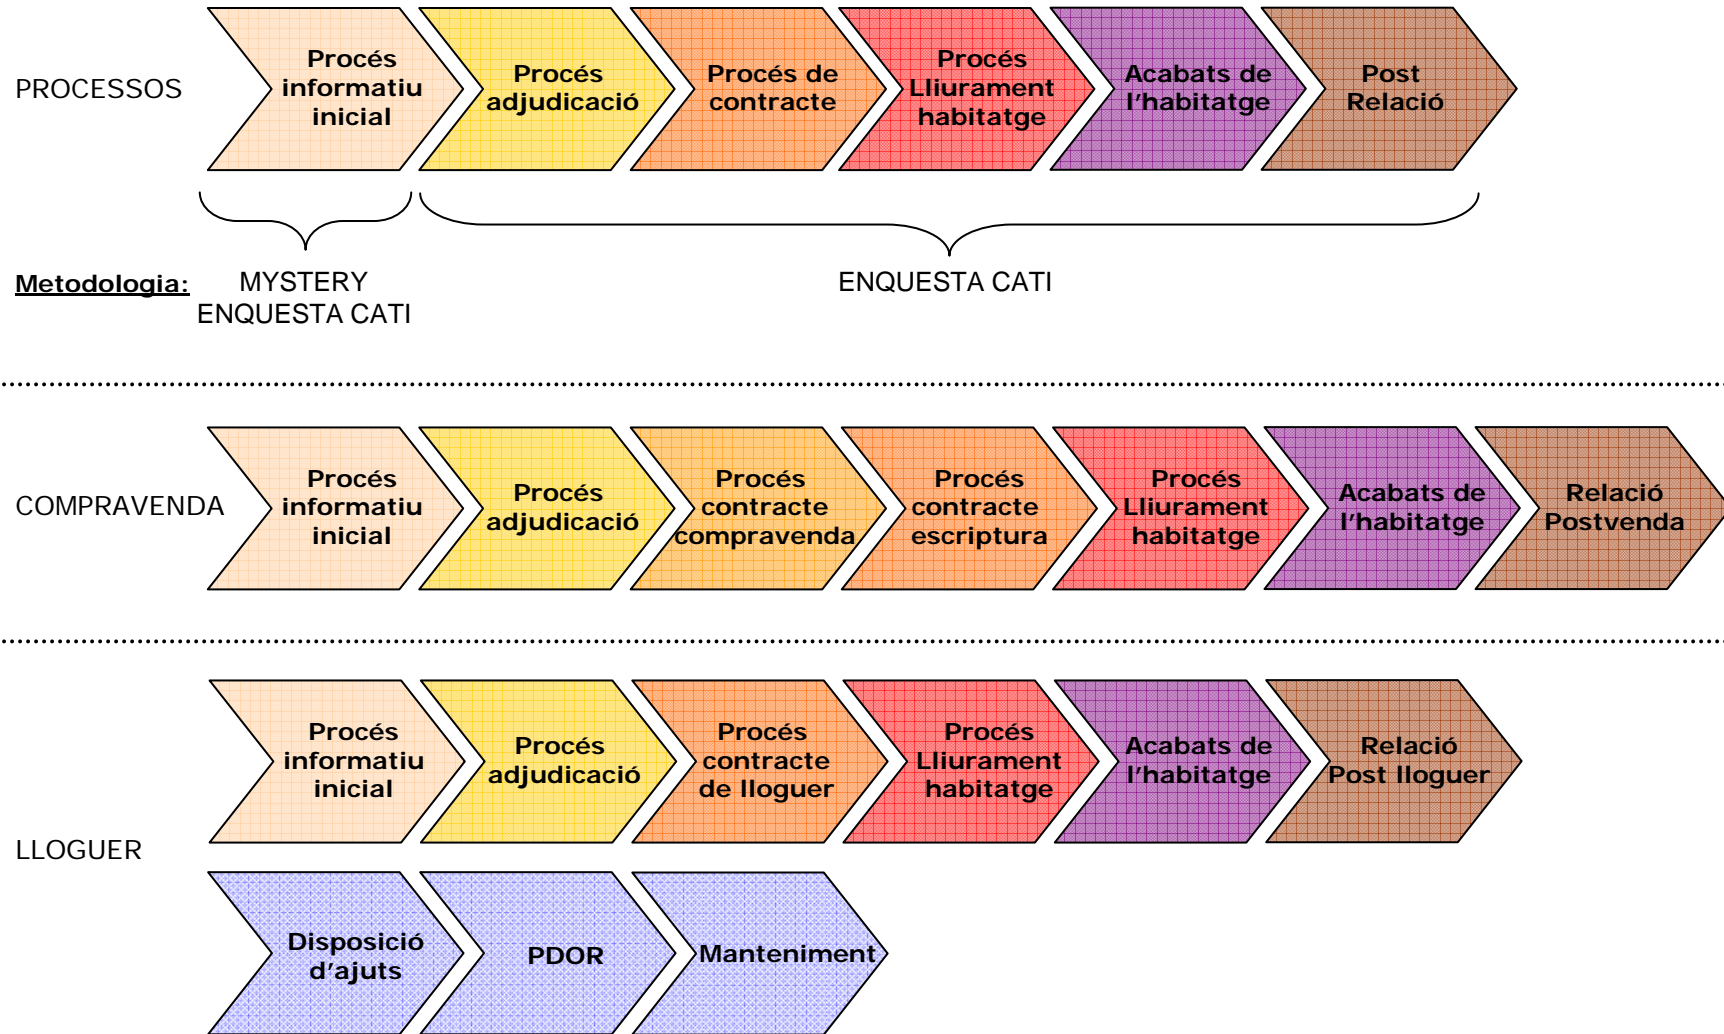 PROCESSOS
Procés
informatiu
inicial
Procés
adjudicació
Procés de
contracte
Procés
Lliurament
habitatge
Acabats de
l'habitatge
Post
Relació
Metodologia:
MYSTERY
ENQUESTA CATI
ENQUESTA CATI
COMPRAVENDA
Procés
informatiu
inicial
Procés
adjudicació
Procés
contracte
compravenda
Procés
contracte
escriptura
Procés
Lliurament
habitatge
Acabats de
l'habitatge
Relació
Postvenda
LLOGUER
Procés
informatiu
inicial
Procés
adjudicació
Procés
contracte
de lloguer
Procés
Lliurament
habitatge
Acabats de
l'habitatge
Relació
Post lloguer
Disposició
d'ajuts
PDOR
Manteniment